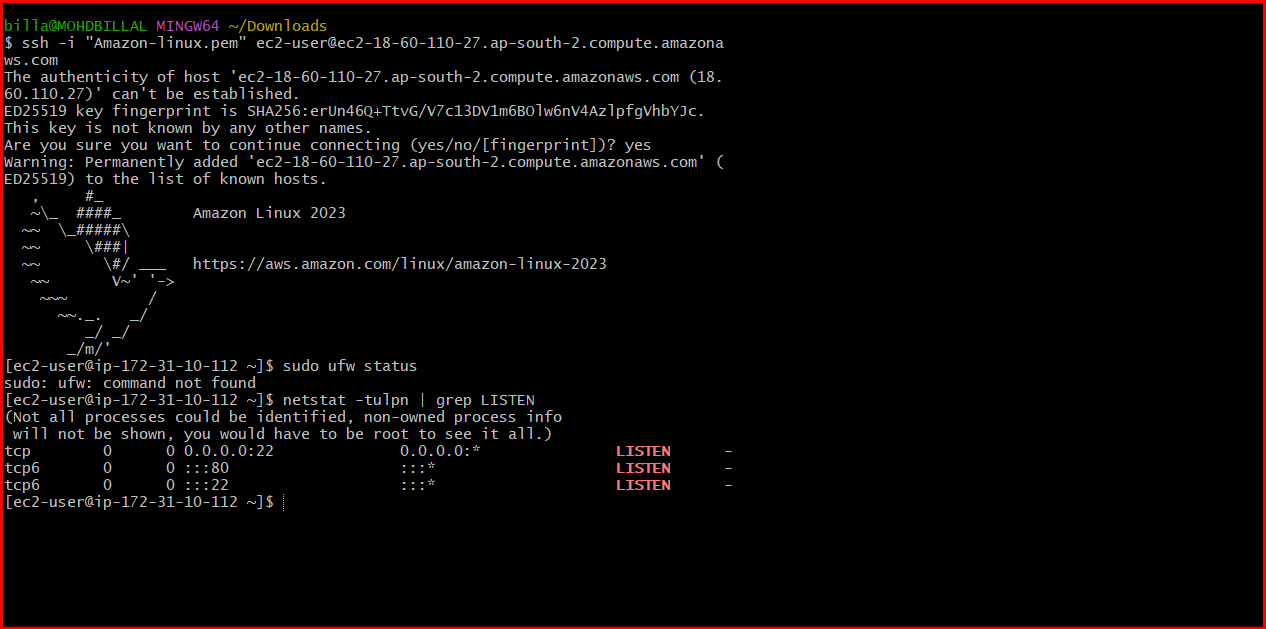 billa@MOHDBILLAL MINGW64 ~/Downloads
$ ssh -i "Amazon-linux.pem" ec2-user@ec2-18-60-110-27.ap-south-2.compute.amazona
ws.com
The authenticity of host 'ec2-18-60-110-27.ap-south-2.compute.amazonaws.com (18.
60.110.27)' can't be established.
ED25519 key fingerprint is SHA256:erUn46Q+TtvG/V7c13DV1m6BOlw6nV4AzlpfgVhbYJc.
This key is not known by any other names.
Are you sure you want to continue connecting (yes/no/[fingerprint])? yes
Warning: Permanently added 'ec2-18-60-110-27.ap-south-2.compute.amazonaws.com' (
ED25519) to the list of known hosts.
   ,     #_
   ~\_  ####_        Amazon Linux 2023
  ~~  \_#####\
  ~~     \###|
  ~~       \#/ ___   https://aws.amazon.com/linux/amazon-linux-2023
   ~~       V~' '->
    ~~~         /
      ~~._.   _/
         _/ _/
       _/m/'
[ec2-user@ip-172-31-10-112 ~]$ sudo ufw status
sudo: ufw: command not found
[ec2-user@ip-172-31-10-112 ~]$ netstat -tulpn | grep LISTEN
(Not all processes could be identified, non-owned process info
 will not be shown, you would have to be root to see it all.)
tcp        0      0 0.0.0.0:22              0.0.0.0:*               LISTEN      -
tcp6       0      0 :::80                   :::*                    LISTEN      -
tcp6       0      0 :::22                   :::*                    LISTEN      -
[ec2-user@ip-172-31-10-112 ~]$